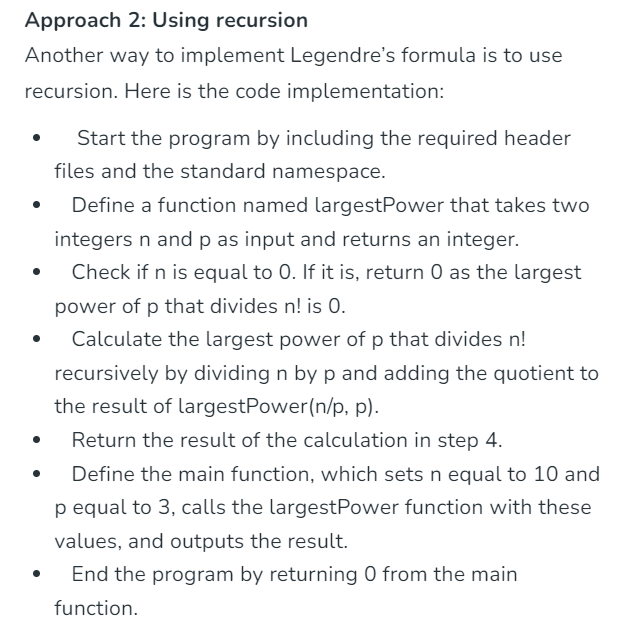 Approach 2: Using recursion
Another way to implement Legendre’s formula is to use
recursion. Here is the code implementation:
• Start the program by including the required header
files and the standard namespace.
• Define a function named largestPower that takes two
integers n and p as input and returns an integer.
• Check if n is equal to 0. If it is, return 0 as the largest
power of p that divides n! is 0.
• Calculate the largest power of p that divides n!
recursively by dividing n by p and adding the quotient to
the result of largestPower(n/p, p).
• Return the result of the calculation in step 4.
• Define the main function, which sets n equal to 10 and
p equal to 3, calls the largestPower function with these
values, and outputs the result.
• End the program by returning 0 from the main
function.